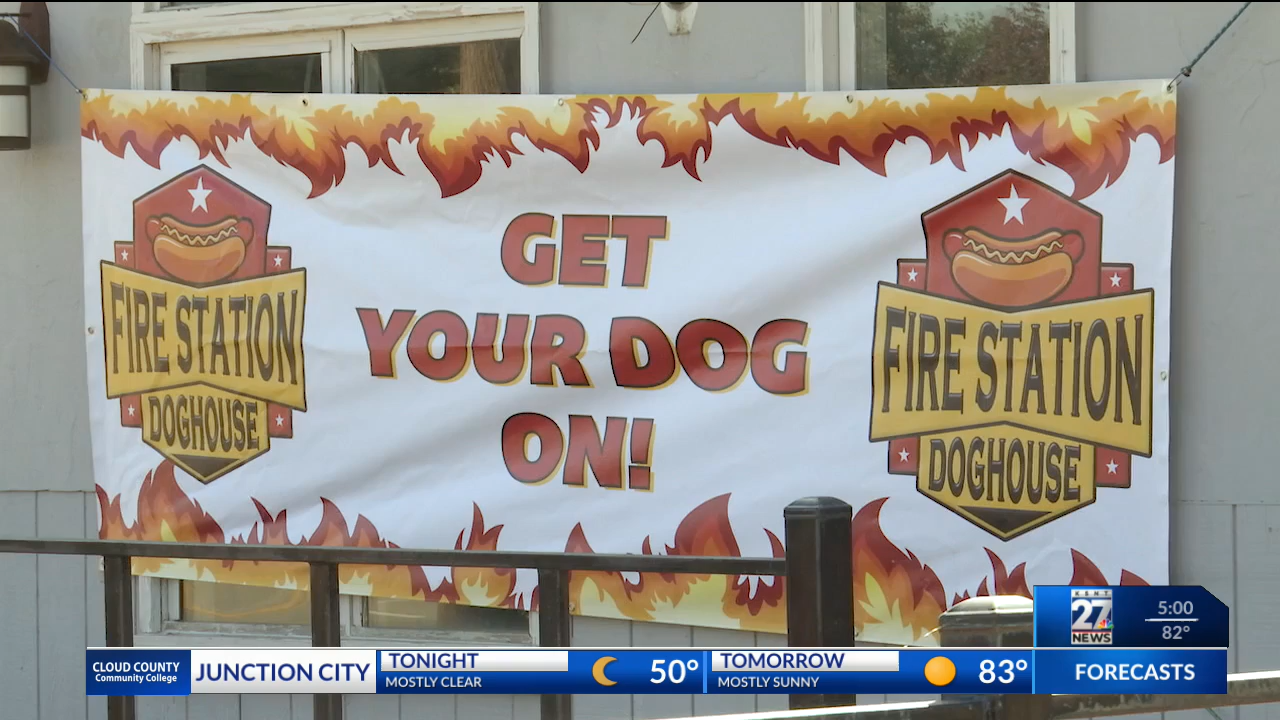 GET
YOUR DOG
ON!
FIRE STATION
DOGHOUSE
FIRE STATION
DOGHOUSE
KSNT
27
NEWS
5:00
82°
CLOUD COUNTY
Community College
JUNCTION CITY
TONIGHT
MOSTLY CLEAR
50°
TOMORROW
MOSTLY SUNNY
83°
FORECASTS